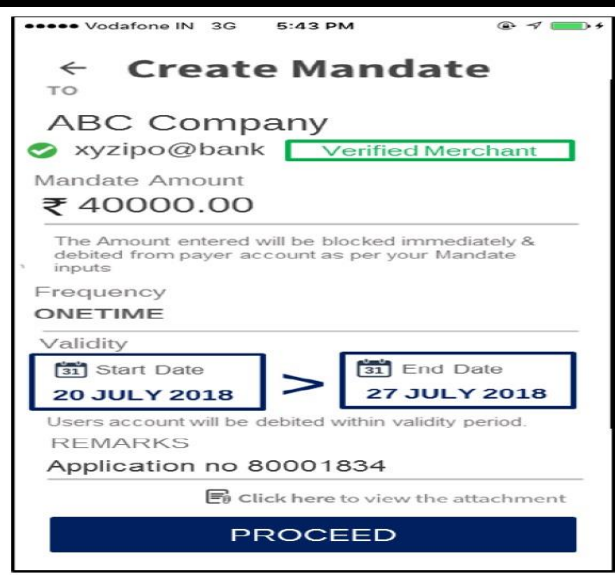 Vodafone IN 3G 5:43 PM
← Create Mandate
TO
ABC Company
xyzipo@bank Verified Merchant
Mandate Amount
₹ 40000.00
The Amount entered will be blocked immediately &
debited from payer account as per your Mandate
inputs
Frequency
ONETIME
Validity
31 Start Date > 31 End Date
20 JULY 2018 27 JULY 2018
Users account will be debited within validity period.
REMARKS
Application no 80001834
Click here to view the attachment
PROCEED